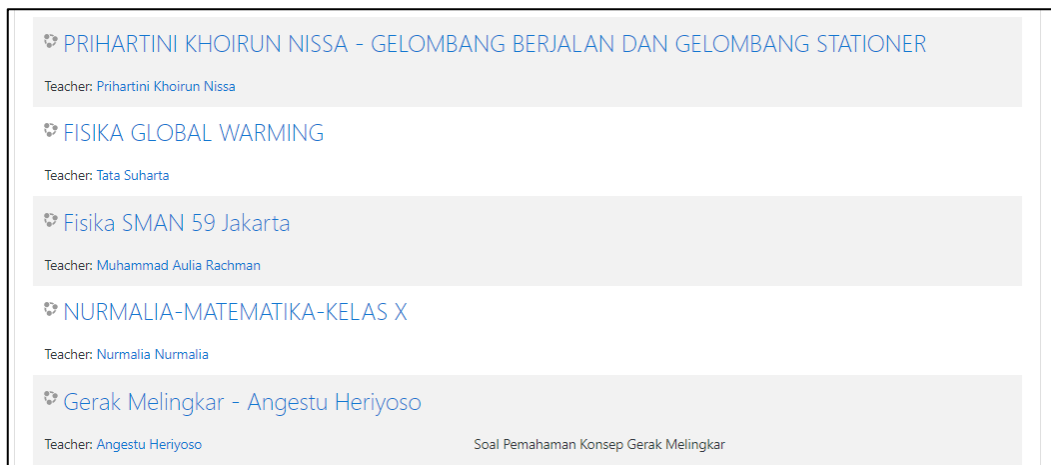 PRIHARTINI KHOIRUN NISSA - GELOMBANG BERJALAN DAN GELOMBANG STATIONER
Teacher: Prihartini Khoirun Nissa
FISIKA GLOBAL WARMING
Teacher: Tata Suharta
Fisika SMAN 59 Jakarta
Teacher: Muhammad Aulia Rachman
NURMALIA-MATEMATIKA-KELAS X
Teacher: Nurmalia Nurmalia
Gerak Melingkar - Angestu Heriyoso
Teacher: Angestu Heriyoso
Soal Pemahaman Konsep Gerak Melingkar